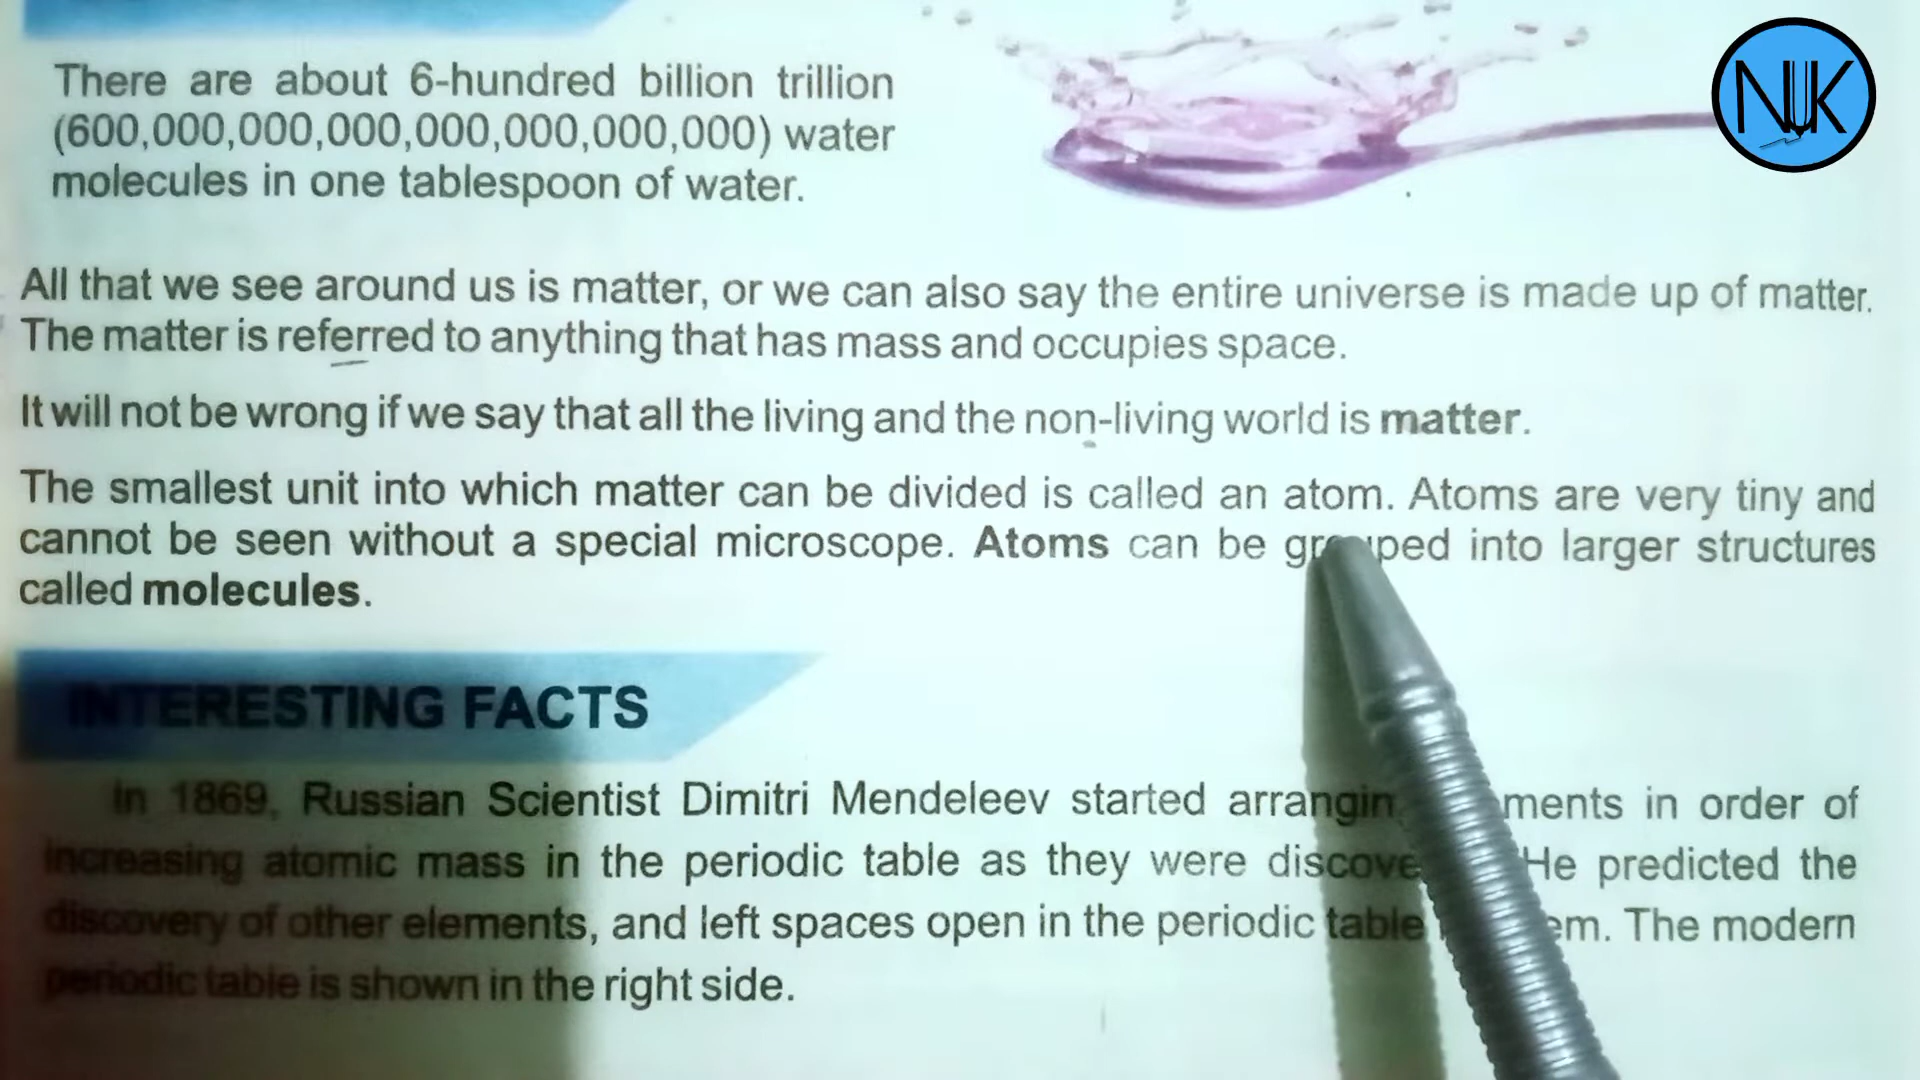 There are about 6-hundred billion trillion
(600,000,000,000,000,000,000,000) water
molecules in one tablespoon of water.
NUK
All that we see around us is matter, or we can also say the entire universe is made up of matter.
The matter is referred to anything that has mass and occupies space.
It will not be wrong if we say that all the living and the non-living world is matter.
The smallest unit into which matter can be divided is called an atom. Atoms are very tiny and
cannot be seen without a special microscope. Atoms can be grouped into larger structures
called molecules.
INTERESTING FACTS
In 1869, Russian Scientist Dimitri Mendeleev started arranging in order of
increasing atomic mass in the periodic table as they were He predicted the
discovery of other elements, and left spaces open in the periodic table The modern
periodic table is shown in the right side.